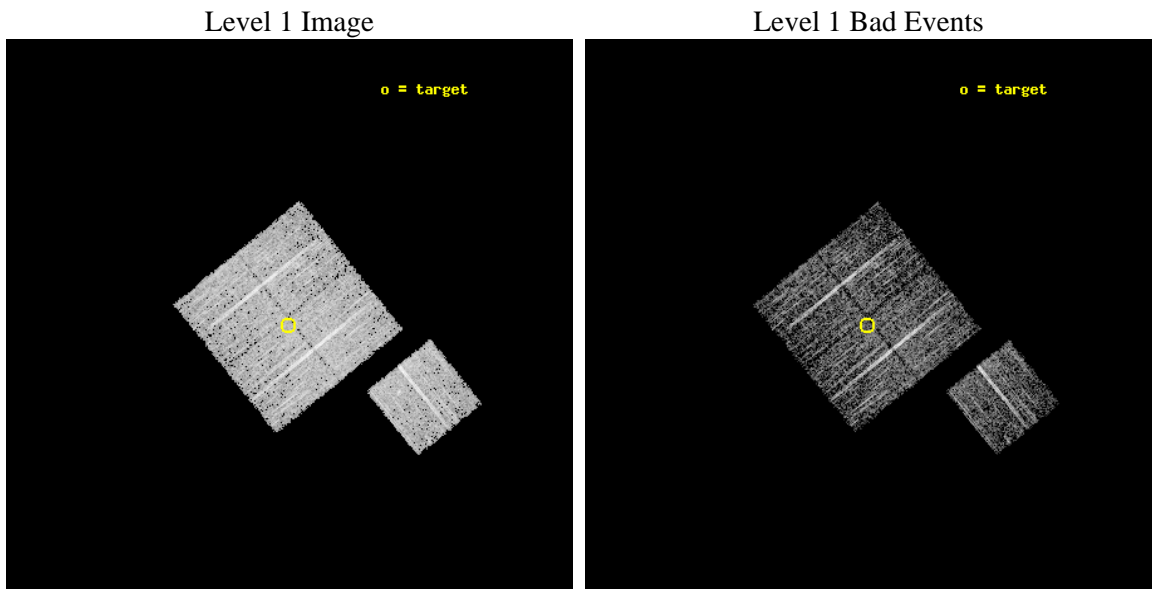 Level 1 Image
Level 1 Bad Events
o = target
o = target